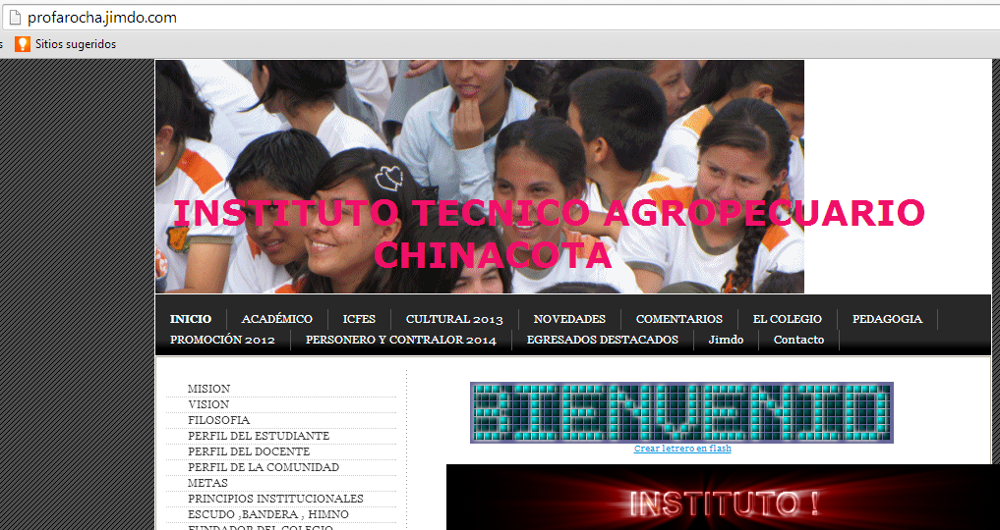 profarocha.jimdo.com
s Sitios sugeridos
INSTITUTO TECNICO AGROPECUARIO
CHINACOTA
INICIO ACADÉMICO ICFES CULTURAL 2013 NOVEDADES COMENTARIOS EL COLEGIO PEDAGOGIA
PROMOCIÓN 2012 PERSONERO Y CONTRALOR 2014 EGRESADOS DESTACADOS Jimdo Contacto
MISION
VISION
FILOSOFIA
PERFIL DEL ESTUDIANTE
PERFIL DEL DOCENTE
PERFIL DE LA COMUNIDAD
METAS
PRINCIPIOS INSTITUCIONALES
ESCUDO ,BANDERA , HIMNO
FUNDADOR DEL COLEGIO
BIENVENID
Crear letrero en flash
INSTITUTO !